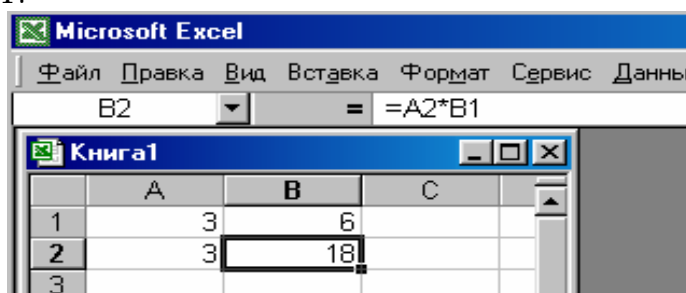 1.
Microsoft Excel
Файл Правка Вид Вставка Формат Сервис Данны
B2 = =A2*B1
Книга1
A B C
1 3 6
2 3 18
3